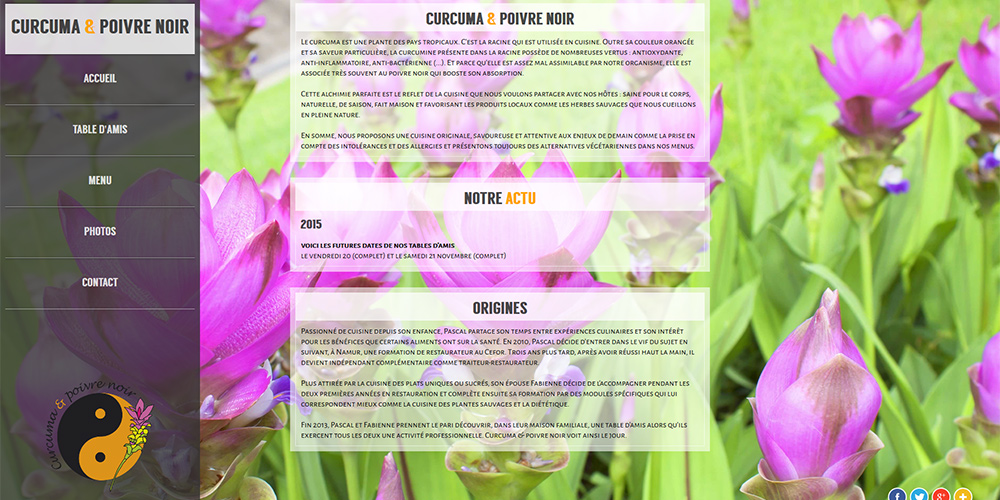 CURCUMA & POIVRE NOIR
ACCUEIL
TABLE D'AMIS
MENU
PHOTOS
CONTACT
Curcuma & poivre noir
CURCUMA & POIVRE NOIR
Le curcuma est une plante des pays tropicaux. C'est la racine qui est utilisée en cuisine. Outre sa couleur orangée
et sa saveur particulière, la curcumine présente dans la racine possède de nombreuses vertus : antioxydante,
anti-inflammatoire, anti-bactérienne (...). Et parce qu'elle est assez mal assimilable par notre organisme, elle est
associée très souvent au poivre noir qui booste son absorption.
Cette alchimie parfaite est le reflet de la cuisine que nous voulons partager avec nos hôtes : saine pour le corps,
naturelle, de saison, fait maison et favorisant les produits locaux comme les herbes sauvages que nous cueillons
en pleine nature.
En somme, nous proposons une cuisine originale, savoureuse et attentive aux enjeux de demain comme la prise en
compte des intolérances et des allergies et présentons toujours des alternatives végétariennes dans nos menus.
NOTRE ACTU
2015
Voici les futures dates de nos tables d'amis
Le vendredi 20 (complet) et le samedi 21 novembre (complet)
ORIGINES
Passionné de cuisine depuis son enfance, Pascal partage son temps entre expériences culinaires et son intérêt
pour les bénéfices que certains aliments ont sur la santé. En 2010, Pascal décide d'entrer dans le vif du sujet en
suivant, à Namur, une formation de restaurateur au Cefor. Trois ans plus tard, après avoir réussi haut la main, il
devient indépendant complémentaire comme traiteur-restaurateur.
Plus attirée par la cuisine des plats uniques ou sucrés, son épouse Fabienne décide de l'accompagner pendant les
deux premières années en restauration et complète ensuite sa formation par des modules spécifiques qui lui
correspondent mieux comme la cuisine des plantes sauvages et la diététique.
Fin 2013, Pascal et Fabienne prennent le pari découvrir, dans leur maison familiale, une table d'amis alors qu'ils
exercent tous les deux une activité professionnelle. Curcuma & poivre noir voit ainsi le jour.